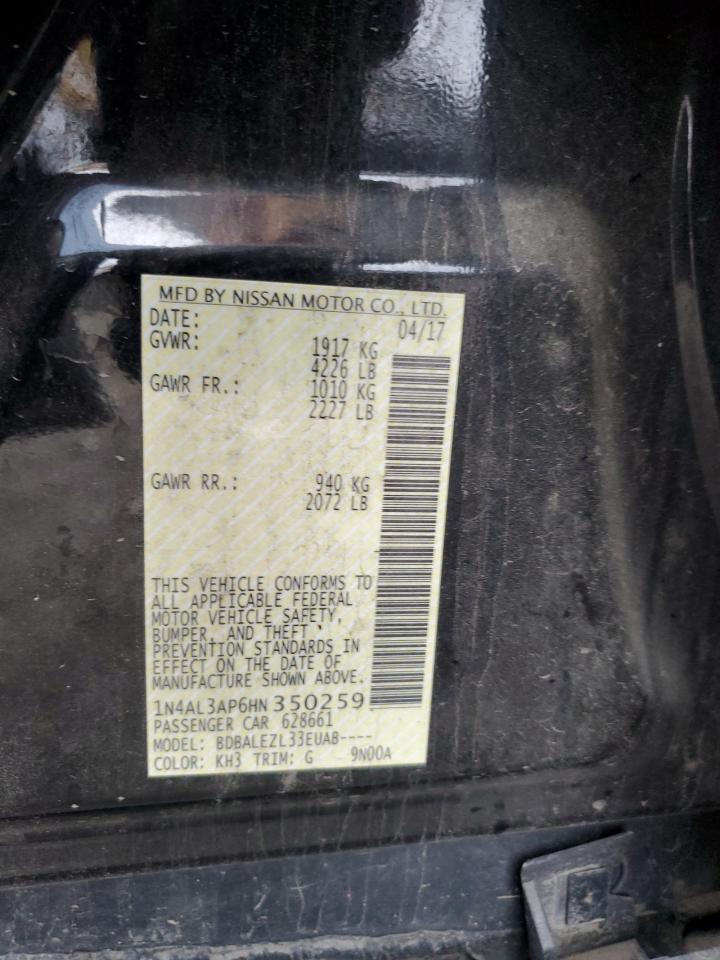 MFD BY NISSAN MOTOR CO., LTD.
DATE: 04/17
GVWR: 1917 KG
4226 LB
GAWR FR.: 1010 KG
2227 LB
GAWR RR.: 940 KG
2072 LB
THIS VEHICLE CONFORMS TO
ALL APPLICABLE FEDERAL
MOTOR VEHICLE SAFETY,
BUMPER, AND THEFT
PREVENTION STANDARDS IN
EFFECT ON THE DATE OF
MANUFACTURE SHOWN ABOVE.
1N4AL3AP6HN350259
PASSENGER CAR 628661
MODEL: BDBALEZL33EUAB----
COLOR: KH3 TRIM: G 9N00A